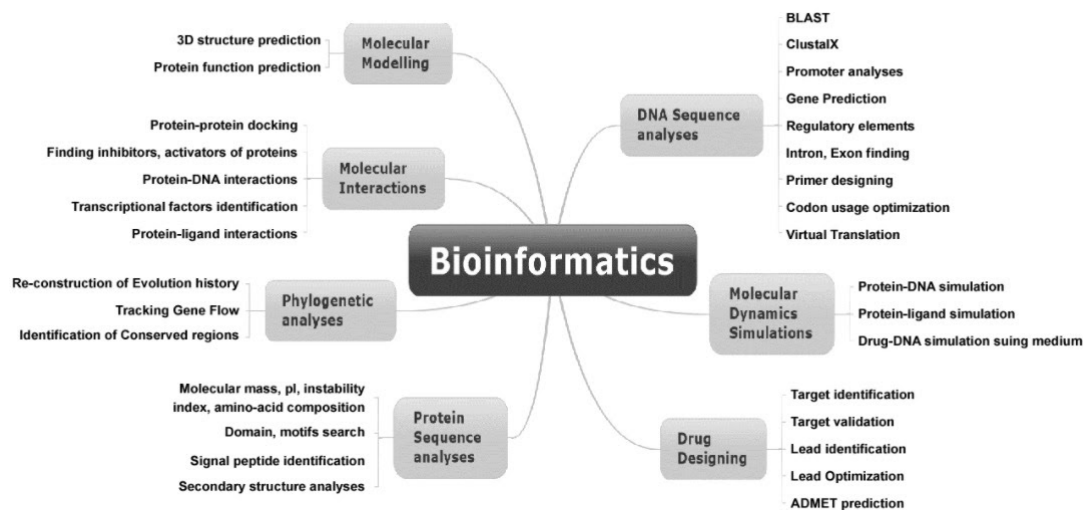 Bioinformatics
Molecular
Modelling
3D structure prediction
Protein function prediction
Molecular
Interactions
Protein-protein docking
Finding inhibitors, activators of proteins
Protein-DNA interactions
Transcriptional factors identification
Protein-ligand interactions
Phylogenetic
analyses
Re-construction of Evolution history
Tracking Gene Flow
Identification of Conserved regions
Protein
Sequence
analyses
Molecular mass, pI, instability
index, amino-acid composition
Domain, motifs search
Signal peptide identification
Secondary structure analyses
DNA Sequence
analyses
BLAST
ClustalX
Promoter analyses
Gene Prediction
Regulatory elements
Intron, Exon finding
Primer designing
Codon usage optimization
Virtual Translation
Molecular
Dynamics
Simulations
Protein-DNA simulation
Protein-ligand simulation
Drug-DNA simulation suing medium
Drug
Designing
Target identification
Target validation
Lead identification
Lead Optimization
ADMET prediction